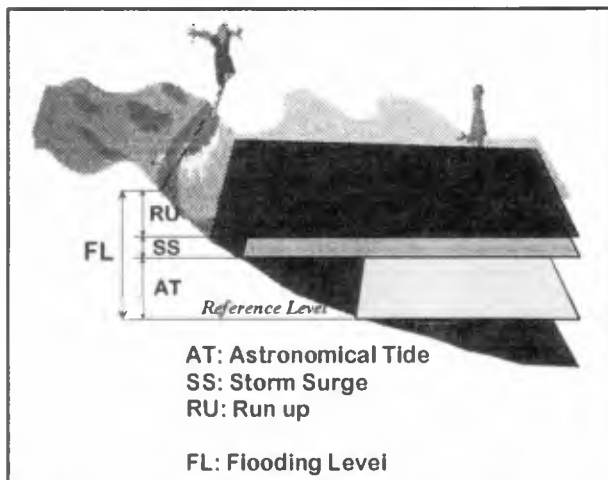 RU
FL
SS
AT
Reference Level
AT: Astronomical Tide
SS: Storm Surge
RU: Run up
FL: Flooding Level